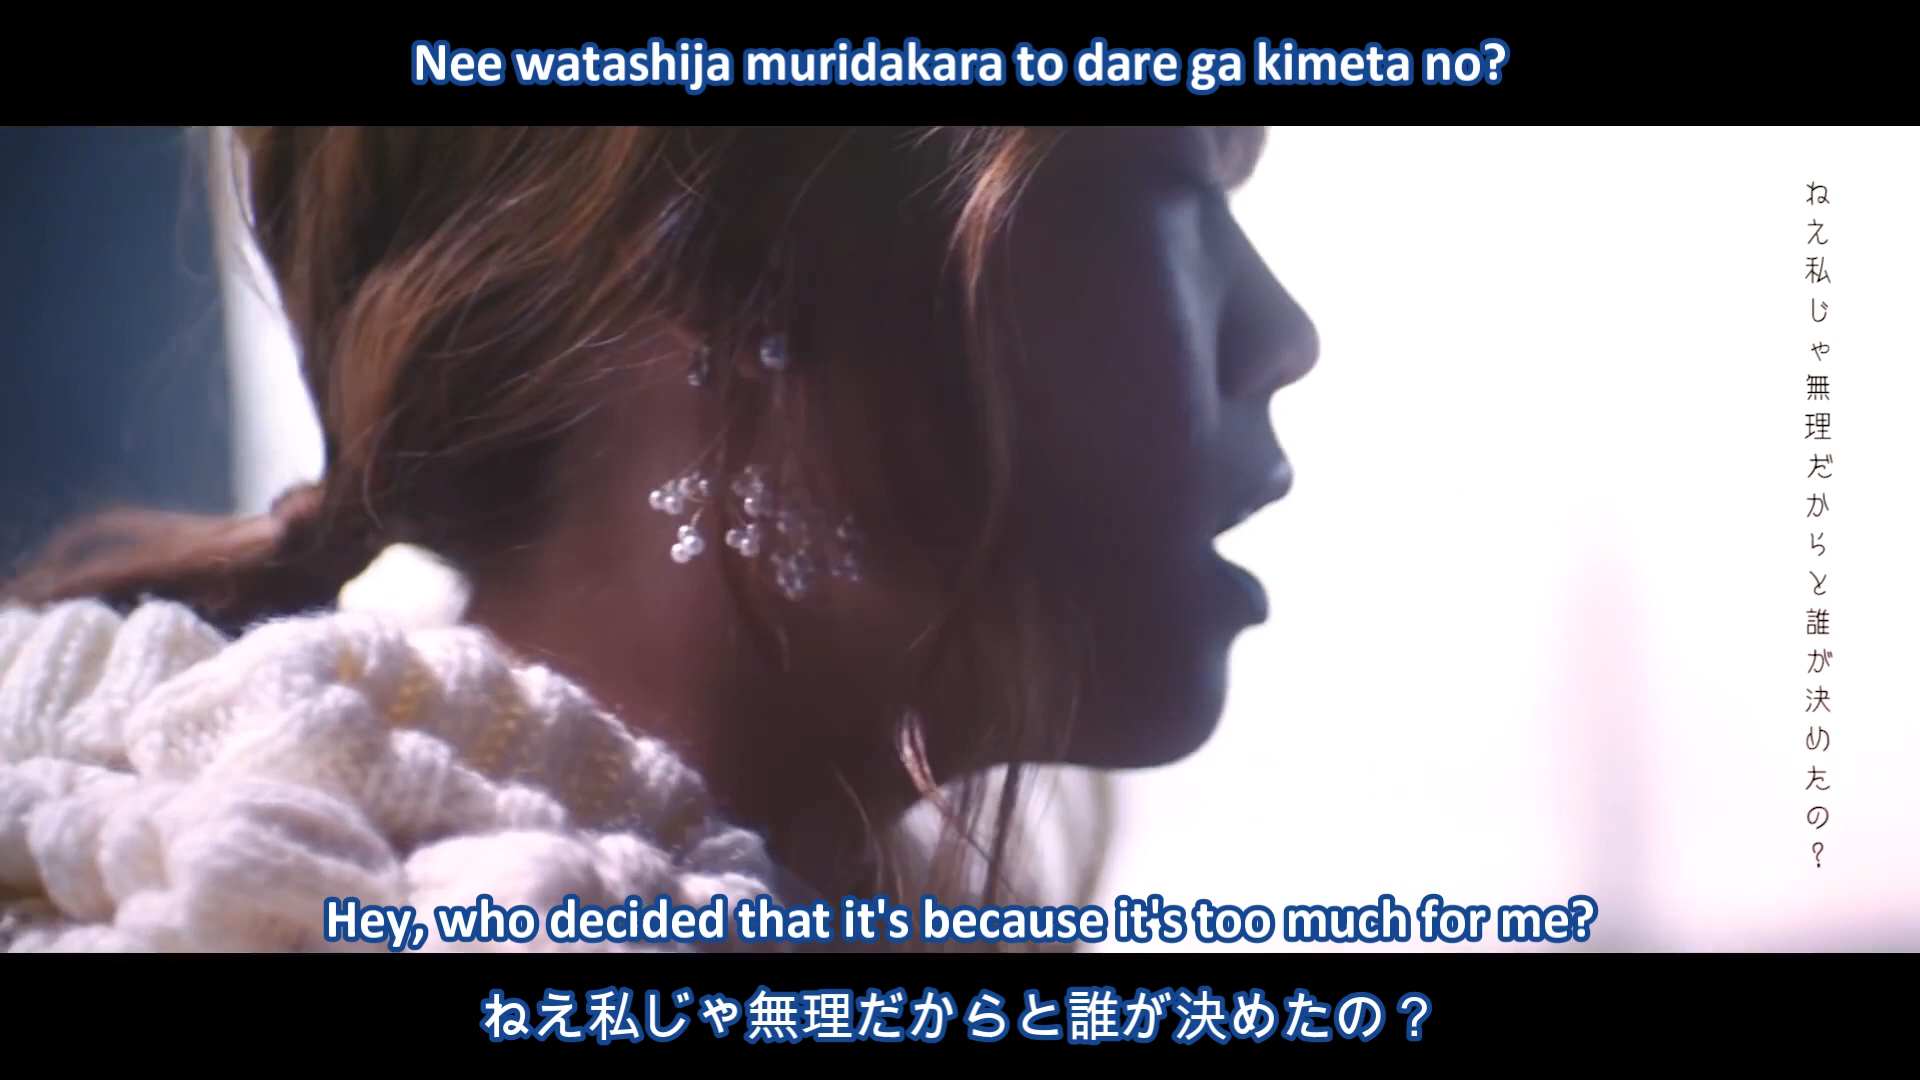 Nee watashija muridakara to dare ga kimeta no?
ねえ私じゃ無理だからと誰が決めたの?
Hey, who decided that it's because it's too much for me?
ねえ私じゃ無理だからと誰が決めたの？